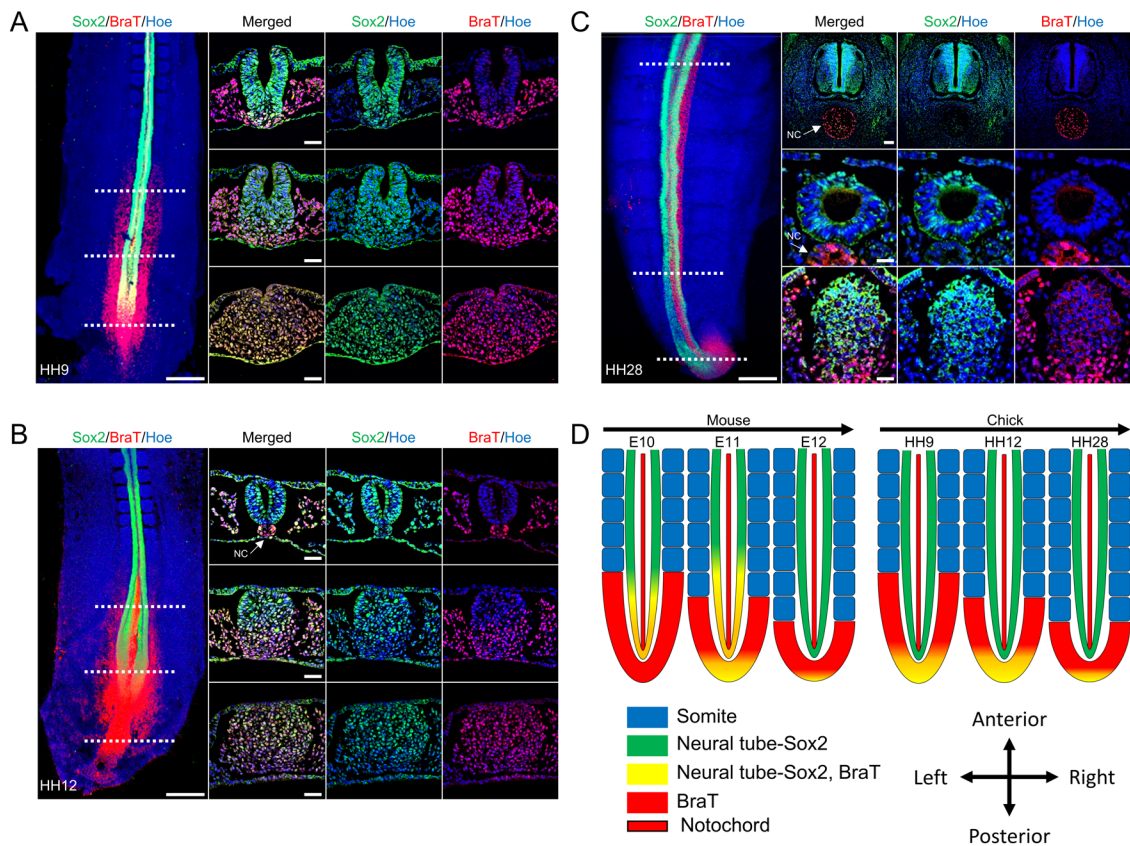 A
Sox2/BraT/Hoe
Merged
Sox2/Hoe
BraT/Hoe
HH9
B
Sox2/BraT/Hoe
Merged
Sox2/Hoe
BraT/Hoe
NC
HH12
C
Sox2/BraT/Hoe
Merged
Sox2/Hoe
BraT/Hoe
NC
NC
HH28
D
Mouse
Chick
E10 E11 E12 HH9 HH12 HH28
Somite
Neural tube-Sox2
Neural tube-Sox2, BraT
BraT
Notochord
Anterior
Left Right
Posterior